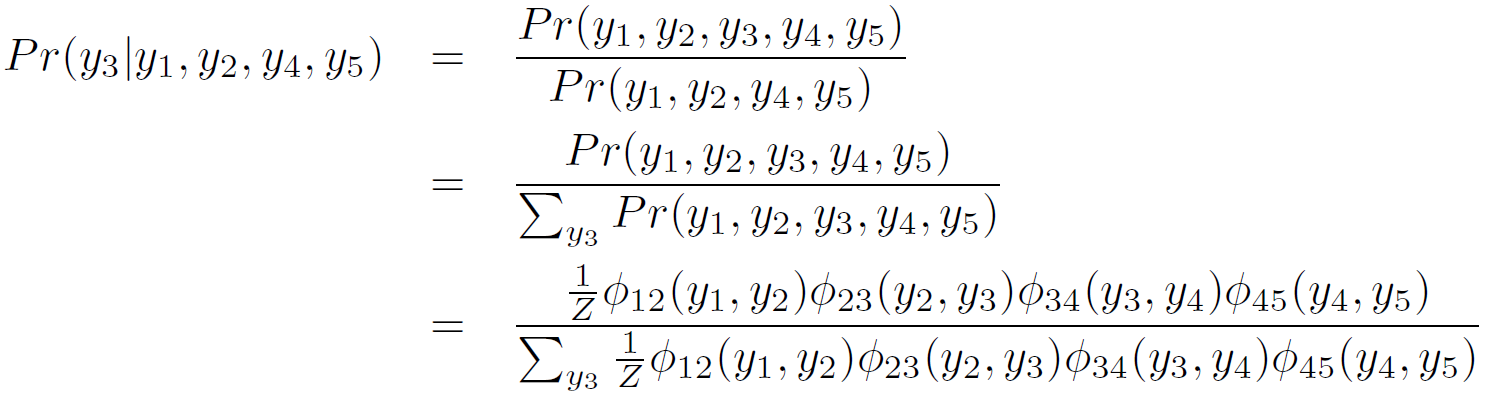 Pr(y_3|y_1, y_2, y_4, y_5) = \frac{Pr(y_1, y_2, y_3, y_4, y_5)}{Pr(y_1, y_2, y_4, y_5)}
= \frac{Pr(y_1, y_2, y_3, y_4, y_5)}{\sum_{y_3} Pr(y_1, y_2, y_3, y_4, y_5)}
= \frac{\frac{1}{Z}\phi_{12}(y_1, y_2)\phi_{23}(y_2, y_3)\phi_{34}(y_3, y_4)\phi_{45}(y_4, y_5)}{\sum_{y_3} \frac{1}{Z}\phi_{12}(y_1, y_2)\phi_{23}(y_2, y_3)\phi_{34}(y_3, y_4)\phi_{45}(y_4, y_5)}